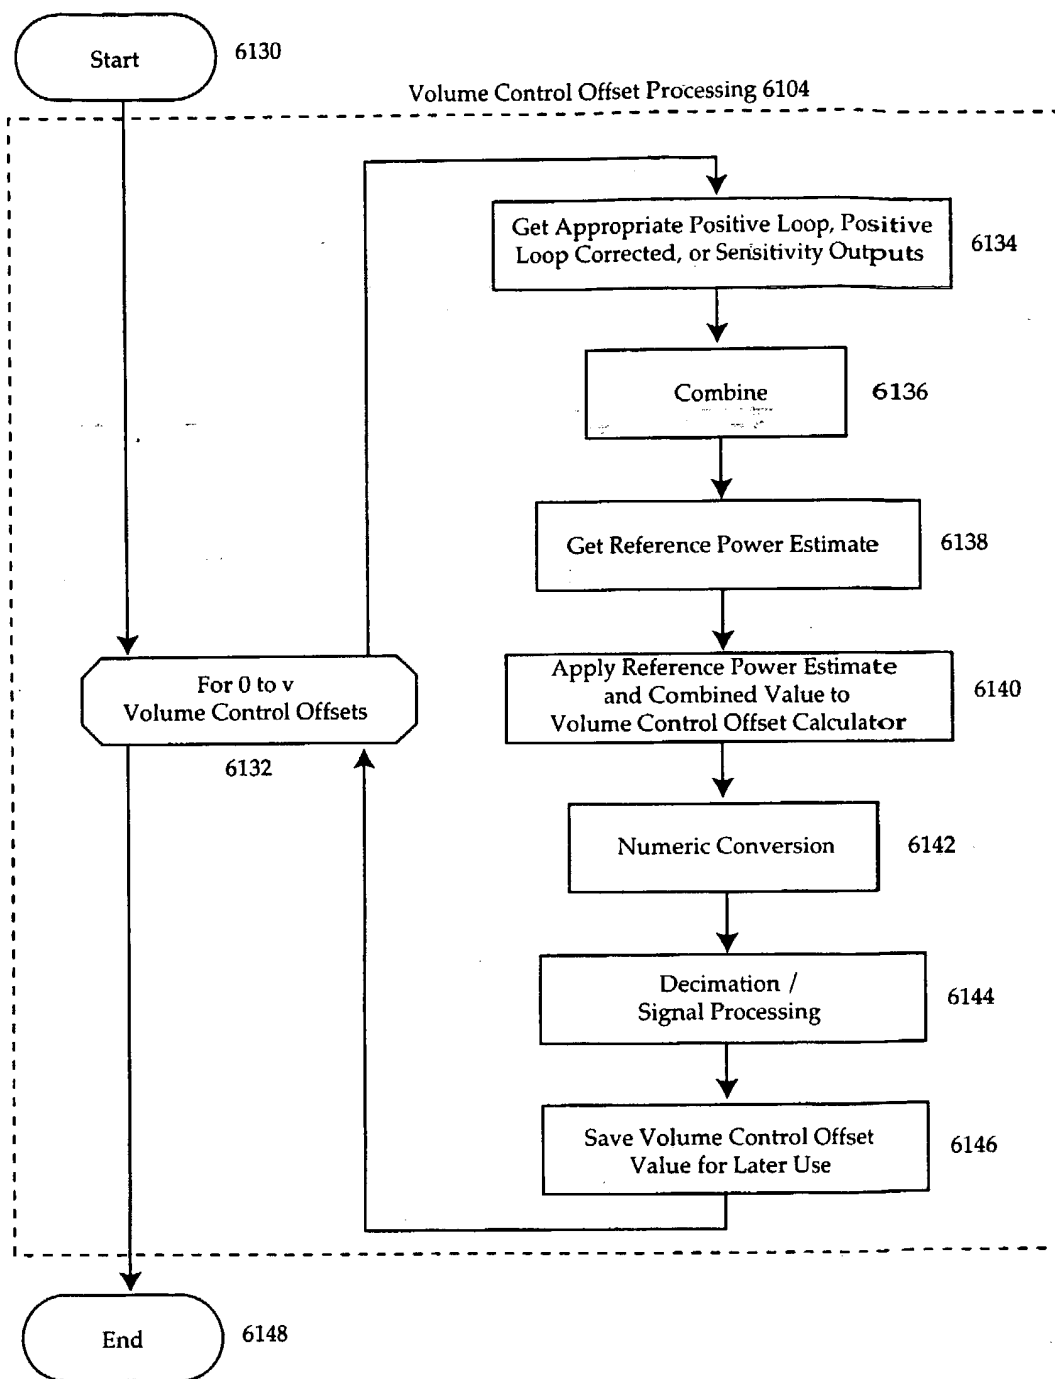 Start
6130
Volume Control Offset Processing 6104
Get Appropriate Positive Loop, Positive
Loop Corrected, or Sensitivity Outputs
6134
Combine
6136
Get Reference Power Estimate
6138
For 0 to v
Volume Control Offsets
6132
Apply Reference Power Estimate
and Combined Value to
Volume Control Offset Calculator
6140
Numeric Conversion
6142
Decimation /
Signal Processing
6144
Save Volume Control Offset
Value for Later Use
6146
End
6148